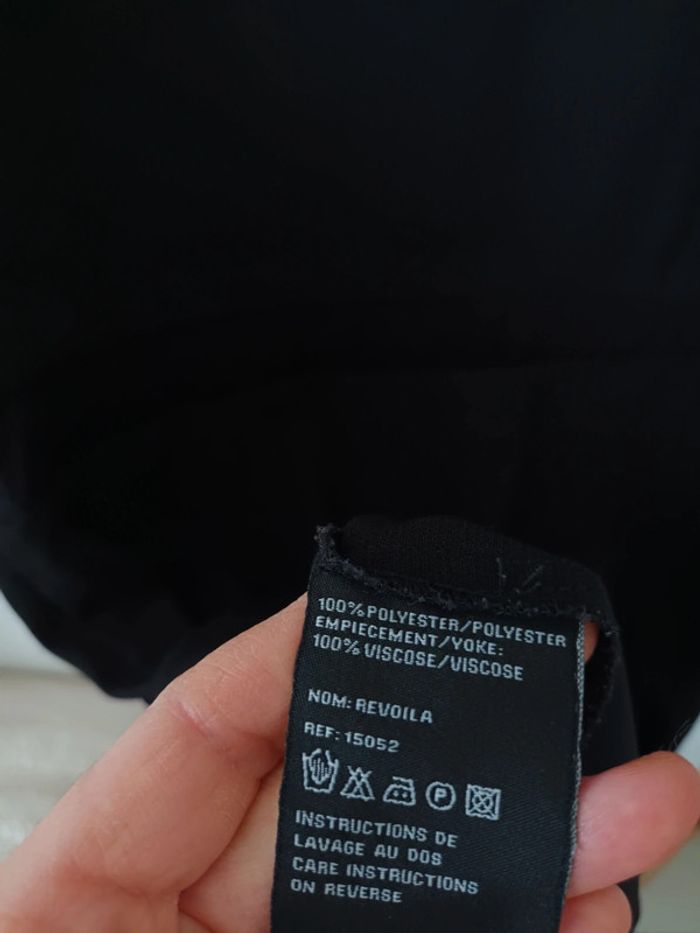 100% POLYESTER/POLYESTER
EMPIECEMENT/YOKE:
100% VISCOSE/VISCOSE
NOM: REVOILA
REF: 15052
P
INSTRUCTIONS DE
LAVAGE AU DOS
CARE INSTRUCTIONS
ON REVERSE